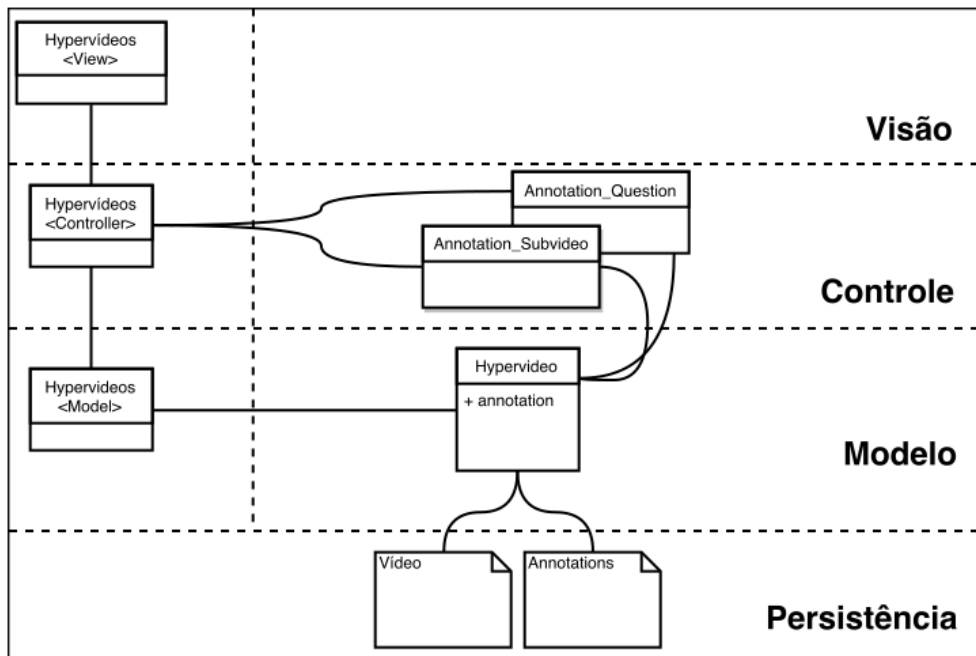 Hypervídeos
<View>
Visão
Hypervídeos
<Controller>
Annotation_Question
Annotation_Subvideo
Controle
Hypervideos
<Model>
Hypervideo
+ annotation
Modelo
Vídeo
Annotations
Persistência